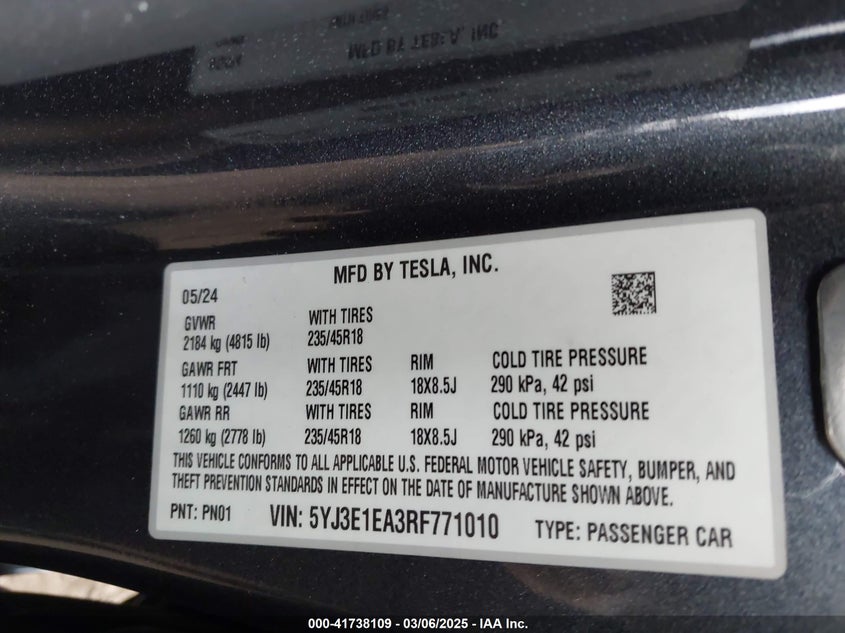 MFD BY TESLA, INC.
05/24
GVWR WITH TIRES
2184 kg (4815 lb) 235/45R18
GAWR FRT WITH TIRES RIM COLD TIRE PRESSURE
1110 kg (2447 lb) 235/45R18 18X8.5J 290 kPa, 42 psi
GAWR RR WITH TIRES RIM COLD TIRE PRESSURE
1260 kg (2778 lb) 235/45R18 18X8.5J 290 kPa, 42 psi
THIS VEHICLE CONFORMS TO ALL APPLICABLE U.S. FEDERAL MOTOR VEHICLE SAFETY, BUMPER, AND
THEFT PREVENTION STANDARDS IN EFFECT ON THE DATE OF MANUFACTURE SHOWN ABOVE.
PNT: PN01 VIN: 5YJ3E1EA3RF771010 TYPE: PASSENGER CAR
000-41738109 — 03/06/2025 — IAA Inc.